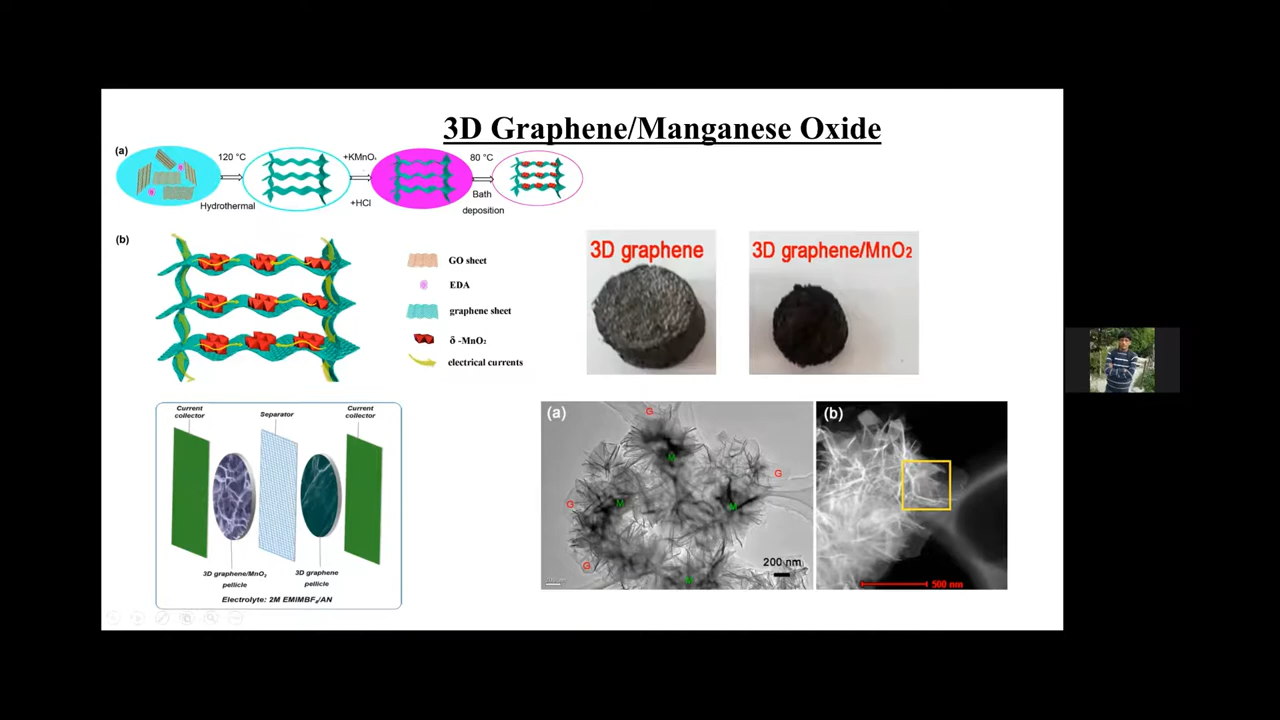 3D Graphene/Manganese Oxide
(a)
120 °C
Hydrothermal
+KMnO₄
+HCl
80 °C
Bath
deposition
(b)
GO sheet
EDA
graphene sheet
δ -MnO₂
electrical currents
3D graphene
3D graphene/MnO₂
Current
collector
Separator
Current
collector
3D graphene/MnO₂
pellicle
3D graphene
pellicle
Electrolyte: 2M EMIMBF₄/AN
(a)
G
M
G
G
M
M
G
M
200 nm
(b)
500 nm